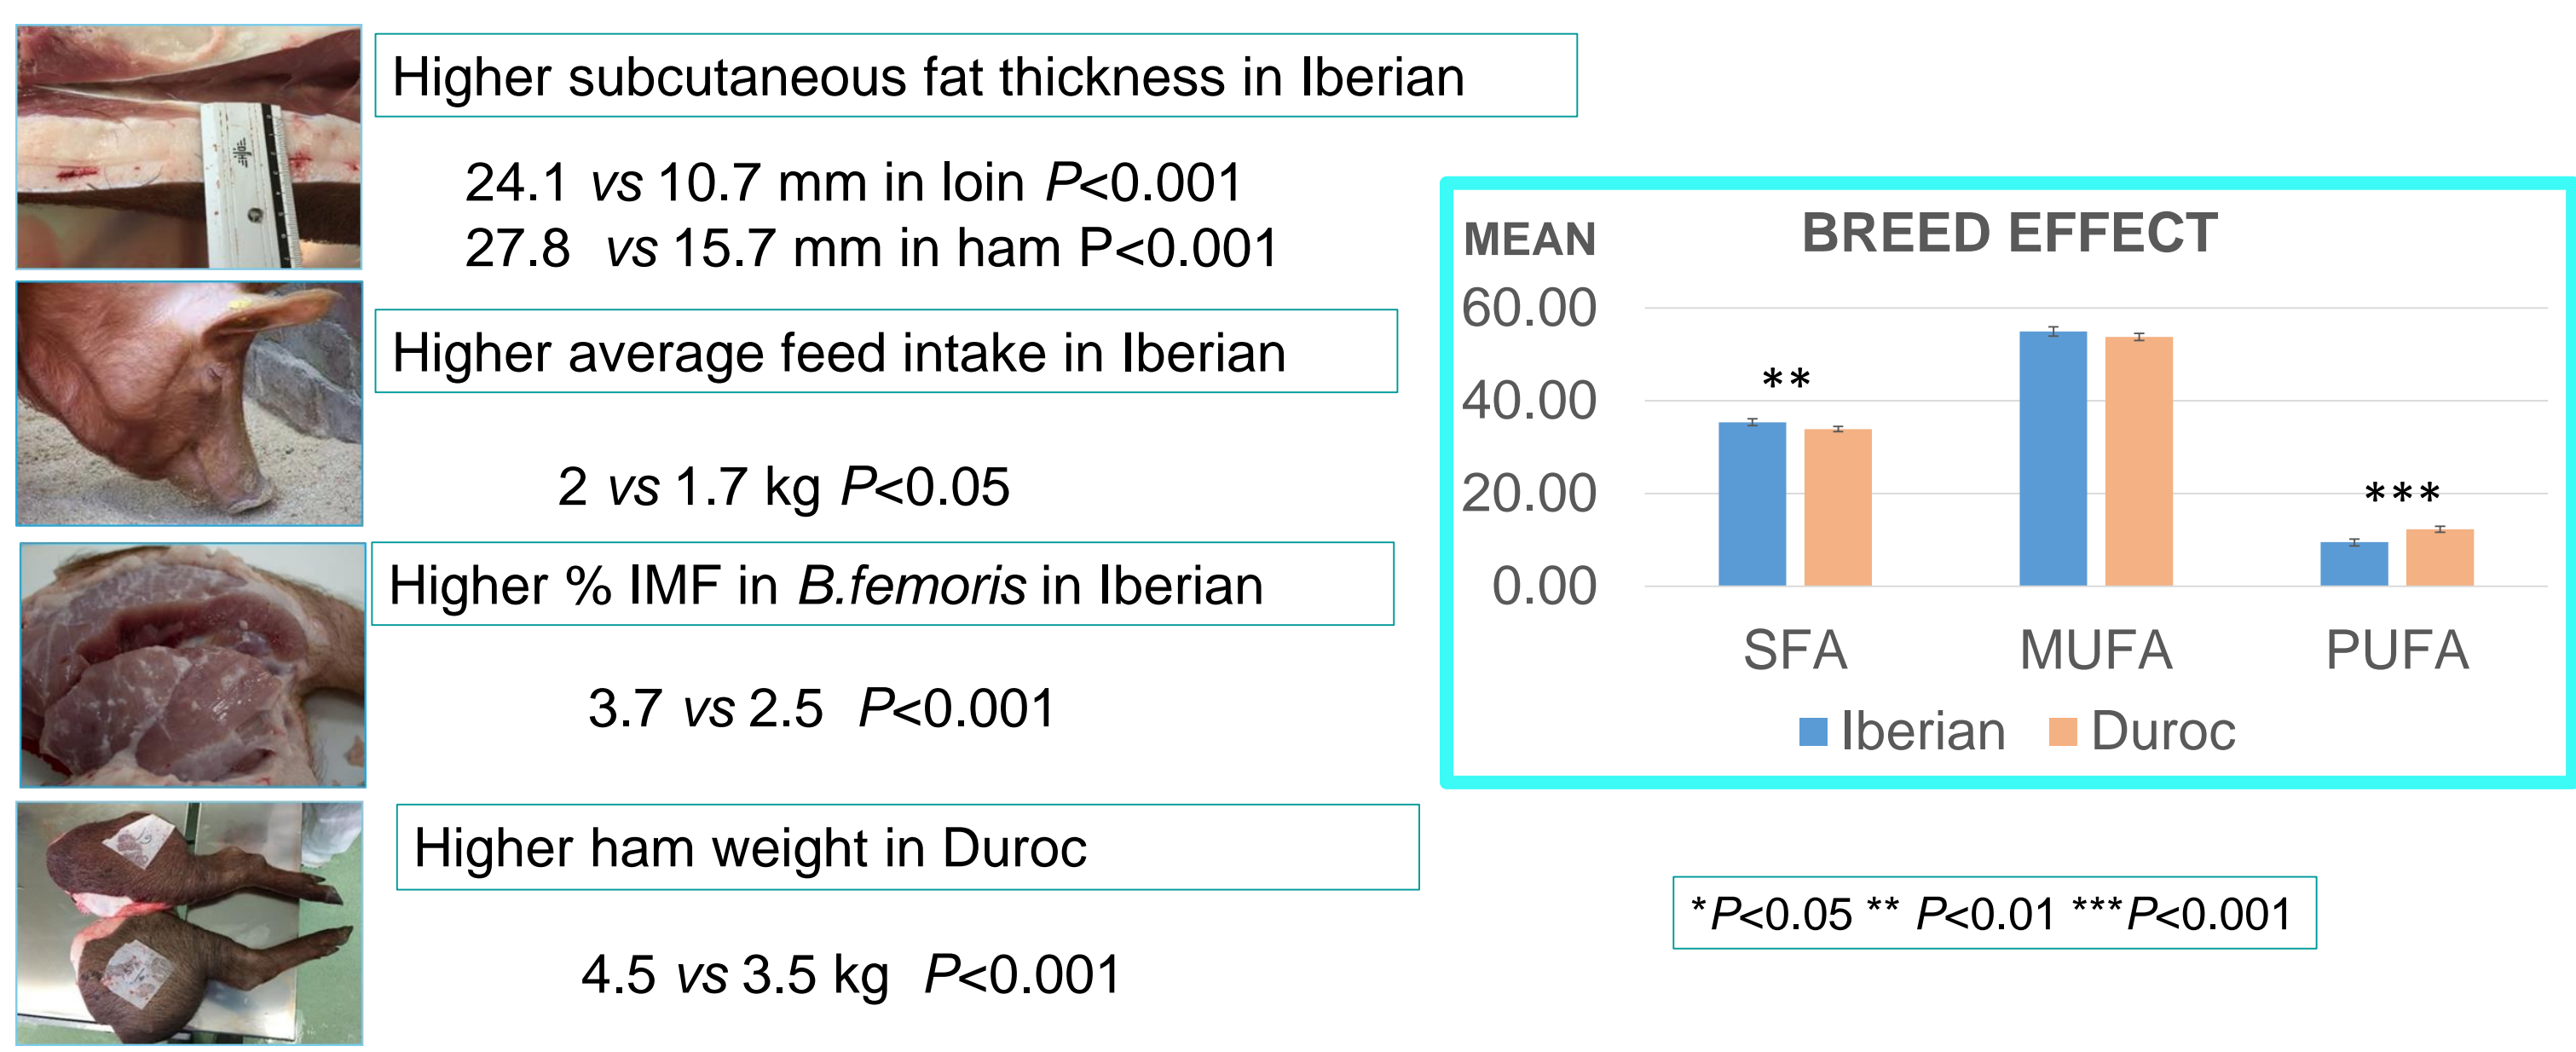 Higher subcutaneous fat thickness in Iberian
24.1 vs 10.7 mm in loin P<0.001
27.8 vs 15.7 mm in ham P<0.001
Higher average feed intake in Iberian
2 vs 1.7 kg P<0.05
Higher % IMF in B.femoris in Iberian
3.7 vs 2.5 P<0.001
Higher ham weight in Duroc
4.5 vs 3.5 kg P<0.001
MEAN
BREED EFFECT
60.00
40.00
20.00
0.00
**
***
SFA MUFA PUFA
Iberian Duroc
*P<0.05 ** P<0.01 ***P<0.001